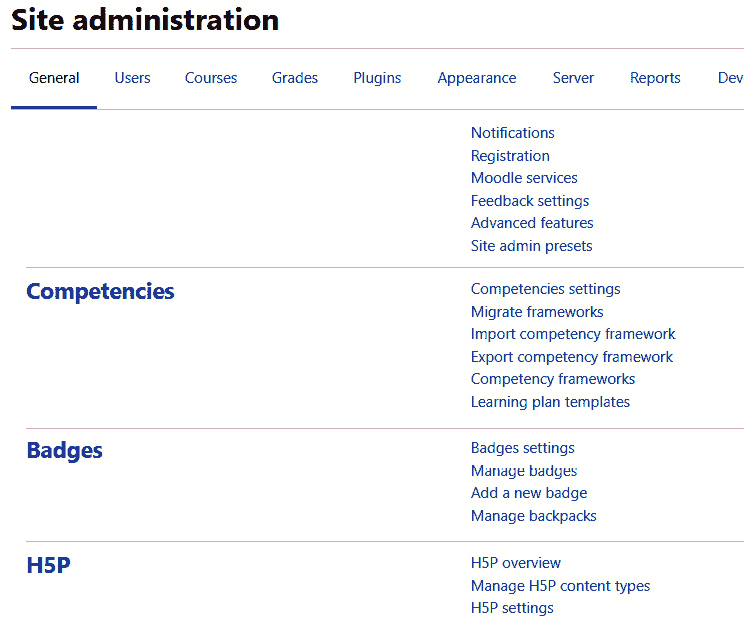 Site administration
General Users Courses Grades Plugins Appearance Server Reports Dev
Notifications
Registration
Moodle services
Feedback settings
Advanced features
Site admin presets
Competencies
Competencies settings
Migrate frameworks
Import competency framework
Export competency framework
Competency frameworks
Learning plan templates
Badges
Badges settings
Manage badges
Add a new badge
Manage backpacks
H5P
H5P overview
Manage H5P content types
H5P settings